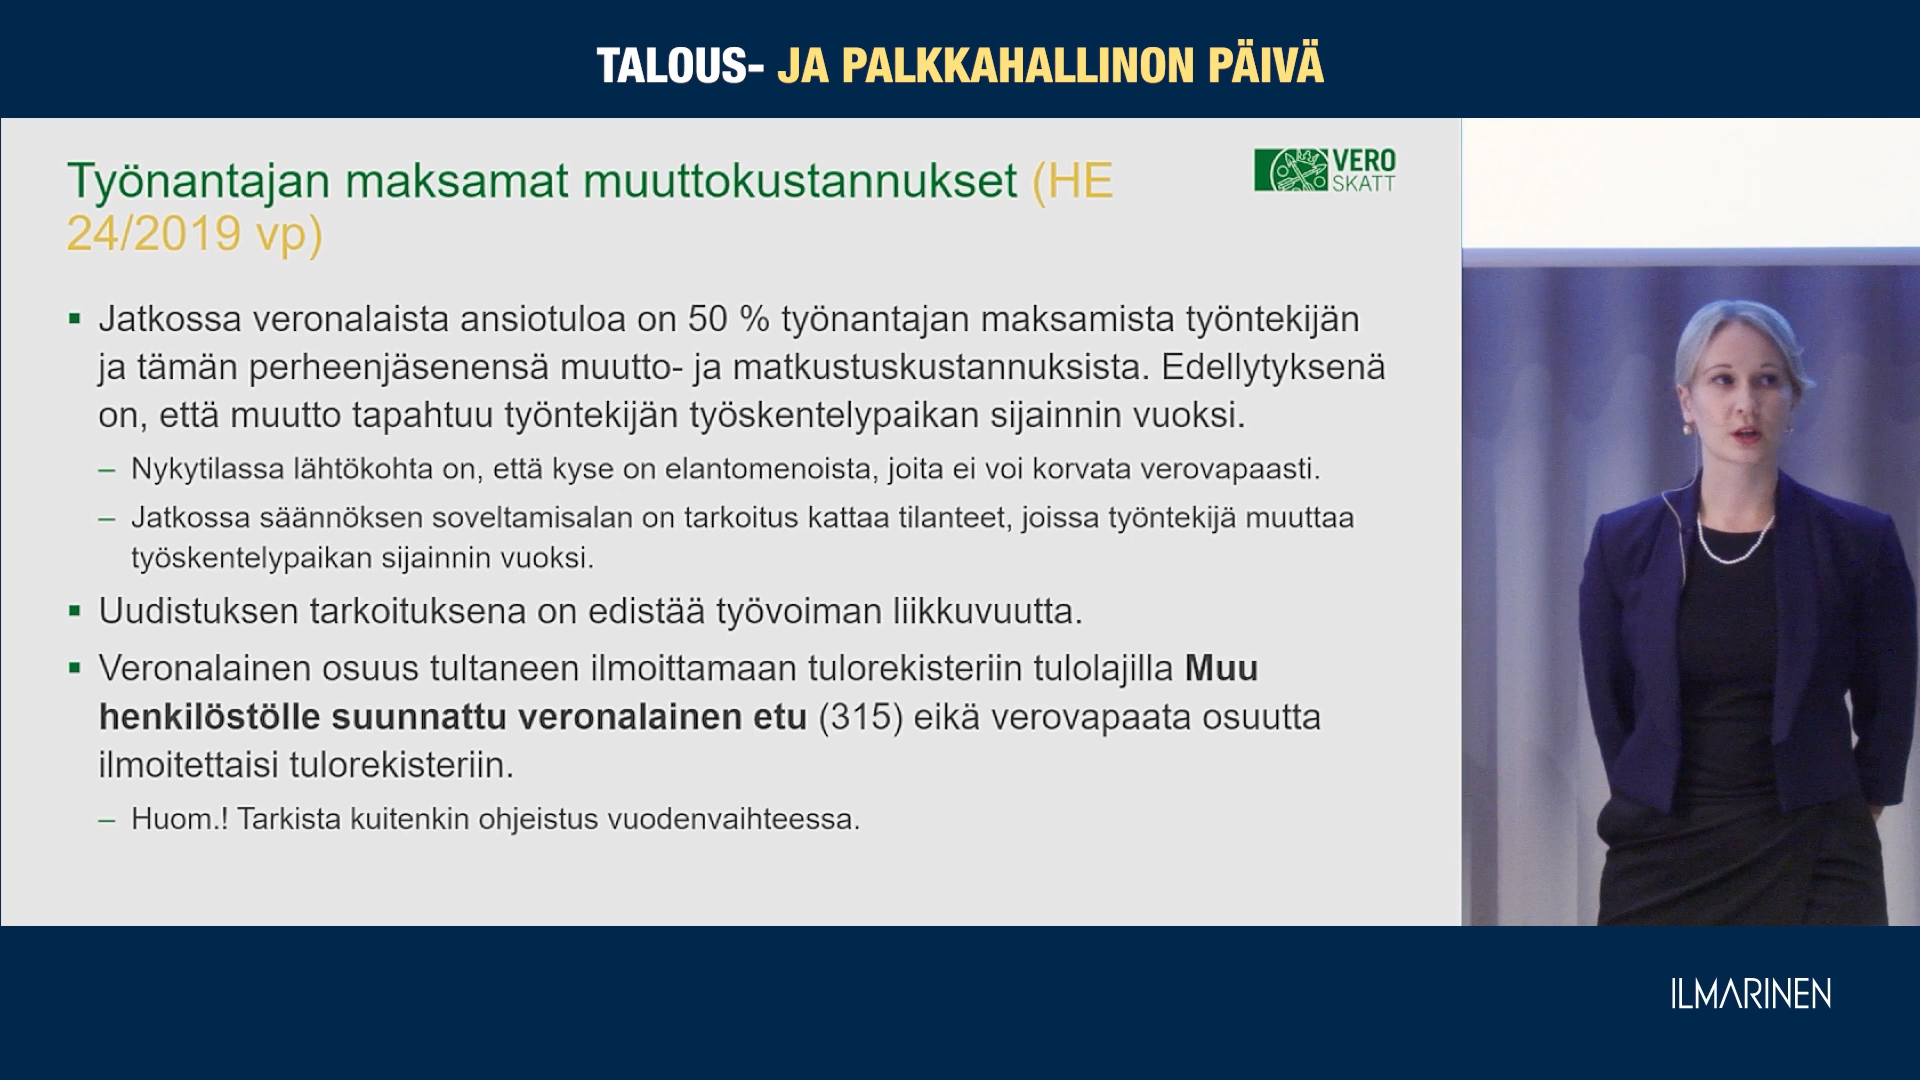 TALOUS- JA PALKKAHALLINON PÄIVÄ
Työnantajan maksamat muuttokustannukset (HE
24/2019 vp)
VERO
SKATT
▪ Jatkossa veronalaista ansiotuloa on 50 % työnantajan maksamista työntekijän
ja tämän perheenjäsenensä muutto- ja matkustuskustannuksista. Edellytyksenä
on, että muutto tapahtuu työntekijän työskentelypaikan sijainnin vuoksi.
– Nykytilassa lähtökohta on, että kyse on elantomenoista, joita ei voi korvata verovapaasti.
– Jatkossa säännöksen soveltamisalan on tarkoitus kattaa tilanteet, joissa työntekijä muuttaa
työskentelypaikan sijainnin vuoksi.
▪ Uudistuksen tarkoituksena on edistää työvoiman liikkuvuutta.
▪ Veronalainen osuus tultaneen ilmoittamaan tulorekisteriin tulolajilla Muu
henkilöstölle suunnattu veronalainen etu (315) eikä verovapaata osuutta
ilmoitettaisi tulorekisteriin.
– Huom.! Tarkista kuitenkin ohjeistus vuodenvaihteessa.
ILMARINEN